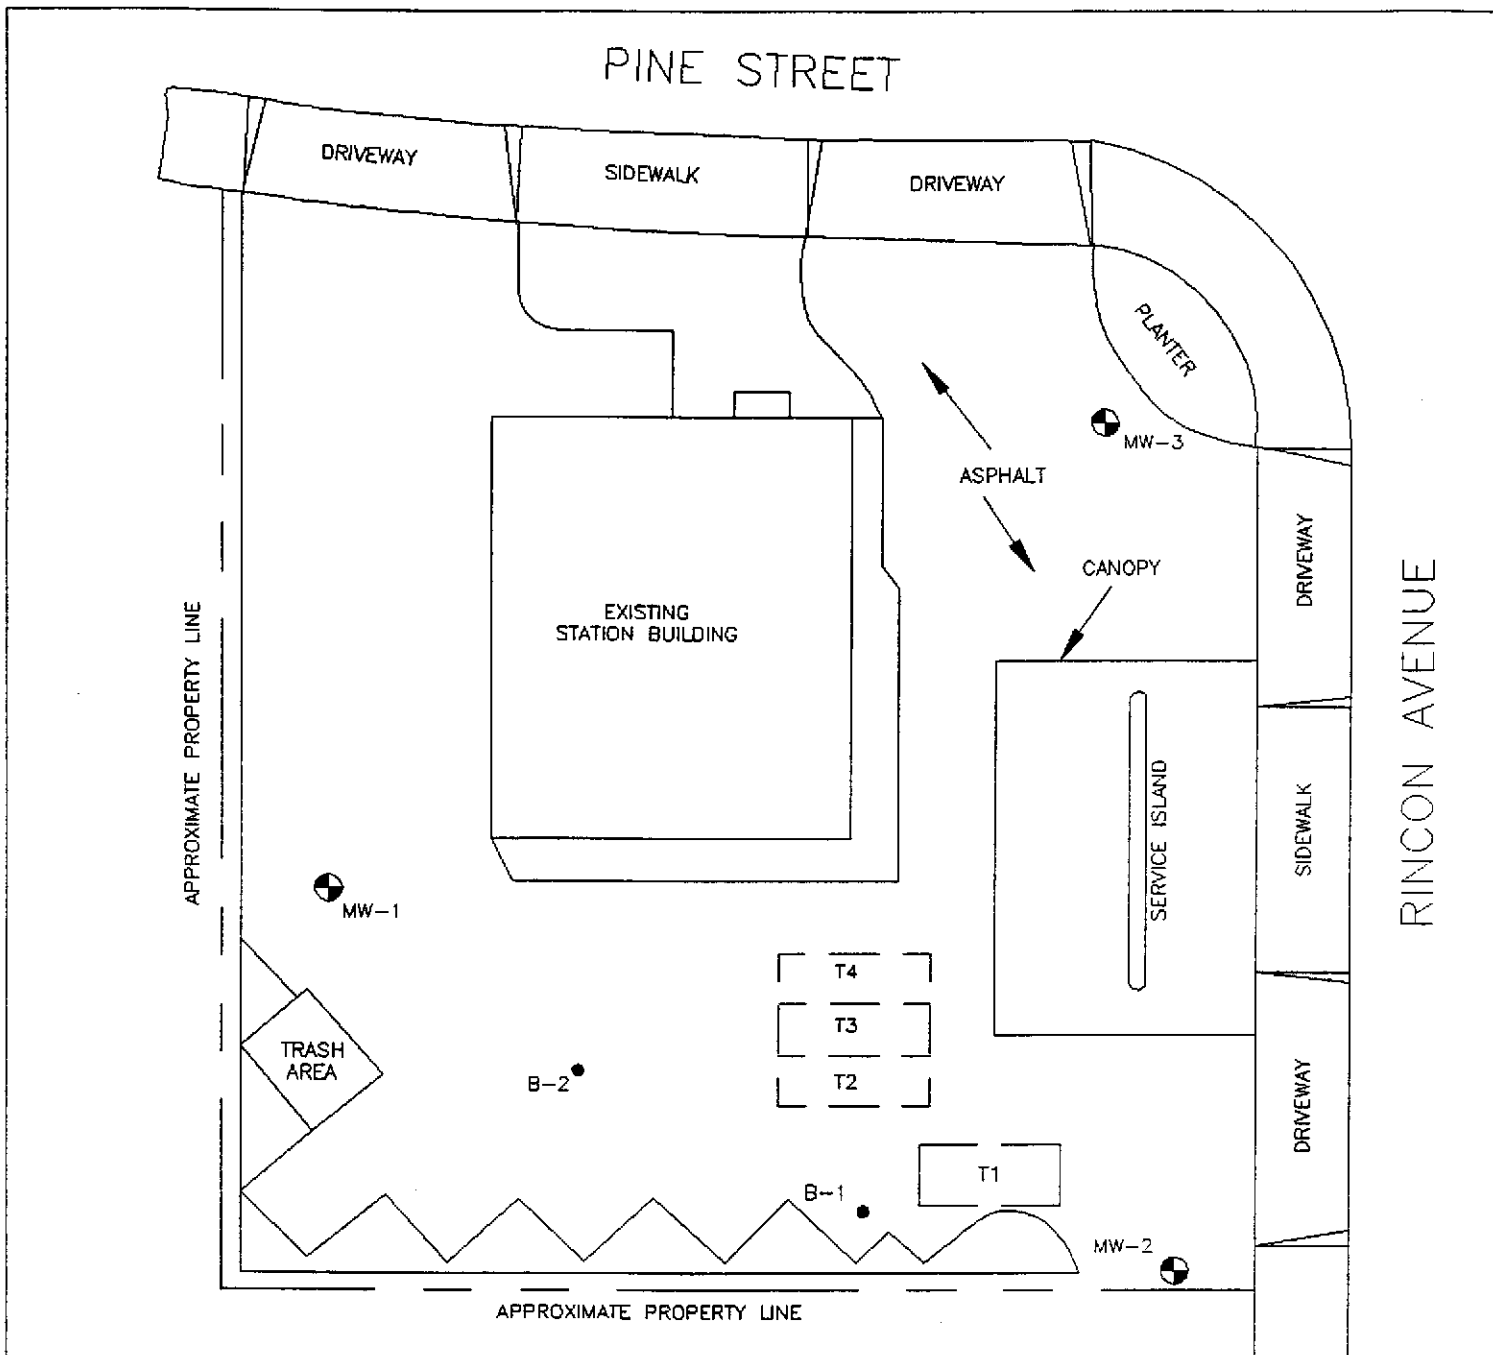 PINE STREET
DRIVEWAY
SIDEWALK
DRIVEWAY
PLANTER
MW-3
ASPHALT
CANOPY
DRIVEWAY
EXISTING
STATION BUILDING
APPROXIMATE PROPERTY LINE
RINCON AVENUE
SERVICE ISLAND
SIDEWALK
MW-1
T4
T3
T2
TRASH
AREA
B-2
DRIVEWAY
T1
B-1
MW-2
APPROXIMATE PROPERTY LINE